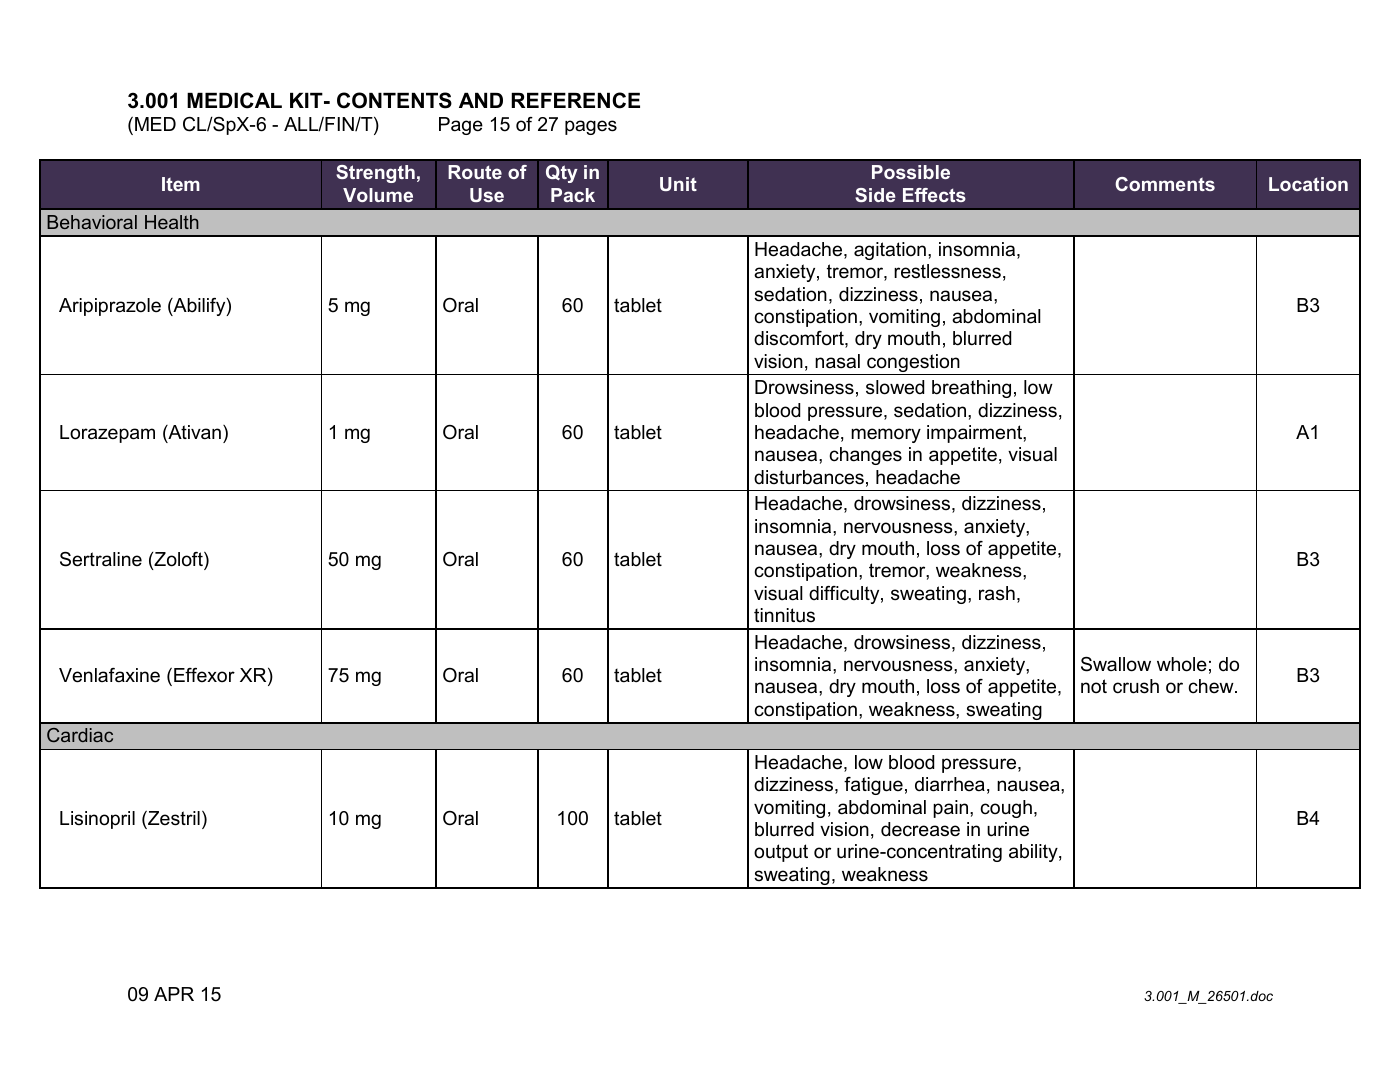 3.001 MEDICAL KIT- CONTENTS AND REFERENCE
(MED CL/SpX-6 - ALL/FIN/T) Page 15 of 27 pages
Item
Strength,
Volume
Route of
Use
Qty in
Pack
Unit
Possible
Side Effects
Comments
Location
Behavioral Health
Aripiprazole (Abilify)
5 mg
Oral
60
tablet
Headache, agitation, insomnia,
anxiety, tremor, restlessness,
sedation, dizziness, nausea,
constipation, vomiting, abdominal
discomfort, dry mouth, blurred
vision, nasal congestion
B3
Lorazepam (Ativan)
1 mg
Oral
60
tablet
Drowsiness, slowed breathing, low
blood pressure, sedation, dizziness,
headache, memory impairment,
nausea, changes in appetite, visual
disturbances, headache
A1
Sertraline (Zoloft)
50 mg
Oral
60
tablet
Headache, drowsiness, dizziness,
insomnia, nervousness, anxiety,
nausea, dry mouth, loss of appetite,
constipation, tremor, weakness,
visual difficulty, sweating, rash,
tinnitus
B3
Venlafaxine (Effexor XR)
75 mg
Oral
60
tablet
Headache, drowsiness, dizziness,
insomnia, nervousness, anxiety,
nausea, dry mouth, loss of appetite,
constipation, weakness, sweating
Swallow whole; do
not crush or chew.
B3
Cardiac
Lisinopril (Zestril)
10 mg
Oral
100
tablet
Headache, low blood pressure,
dizziness, fatigue, diarrhea, nausea,
vomiting, abdominal pain, cough,
blurred vision, decrease in urine
output or urine-concentrating ability,
sweating, weakness
B4
09 APR 15
3.001_M_26501.doc